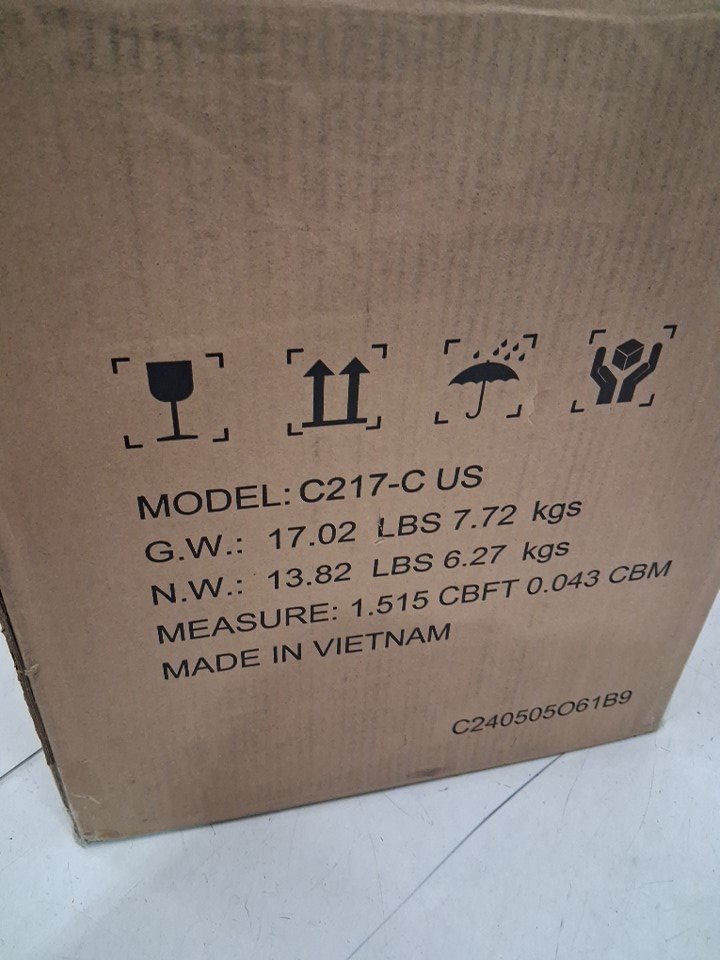 MODEL: C217-C US
G.W.: 17.02 LBS 7.72 kgs
N.W.: 13.82 LBS 6.27 kgs
MEASURE: 1.515 CBFT 0.043 CBM
MADE IN VIETNAM
C240505O61B9